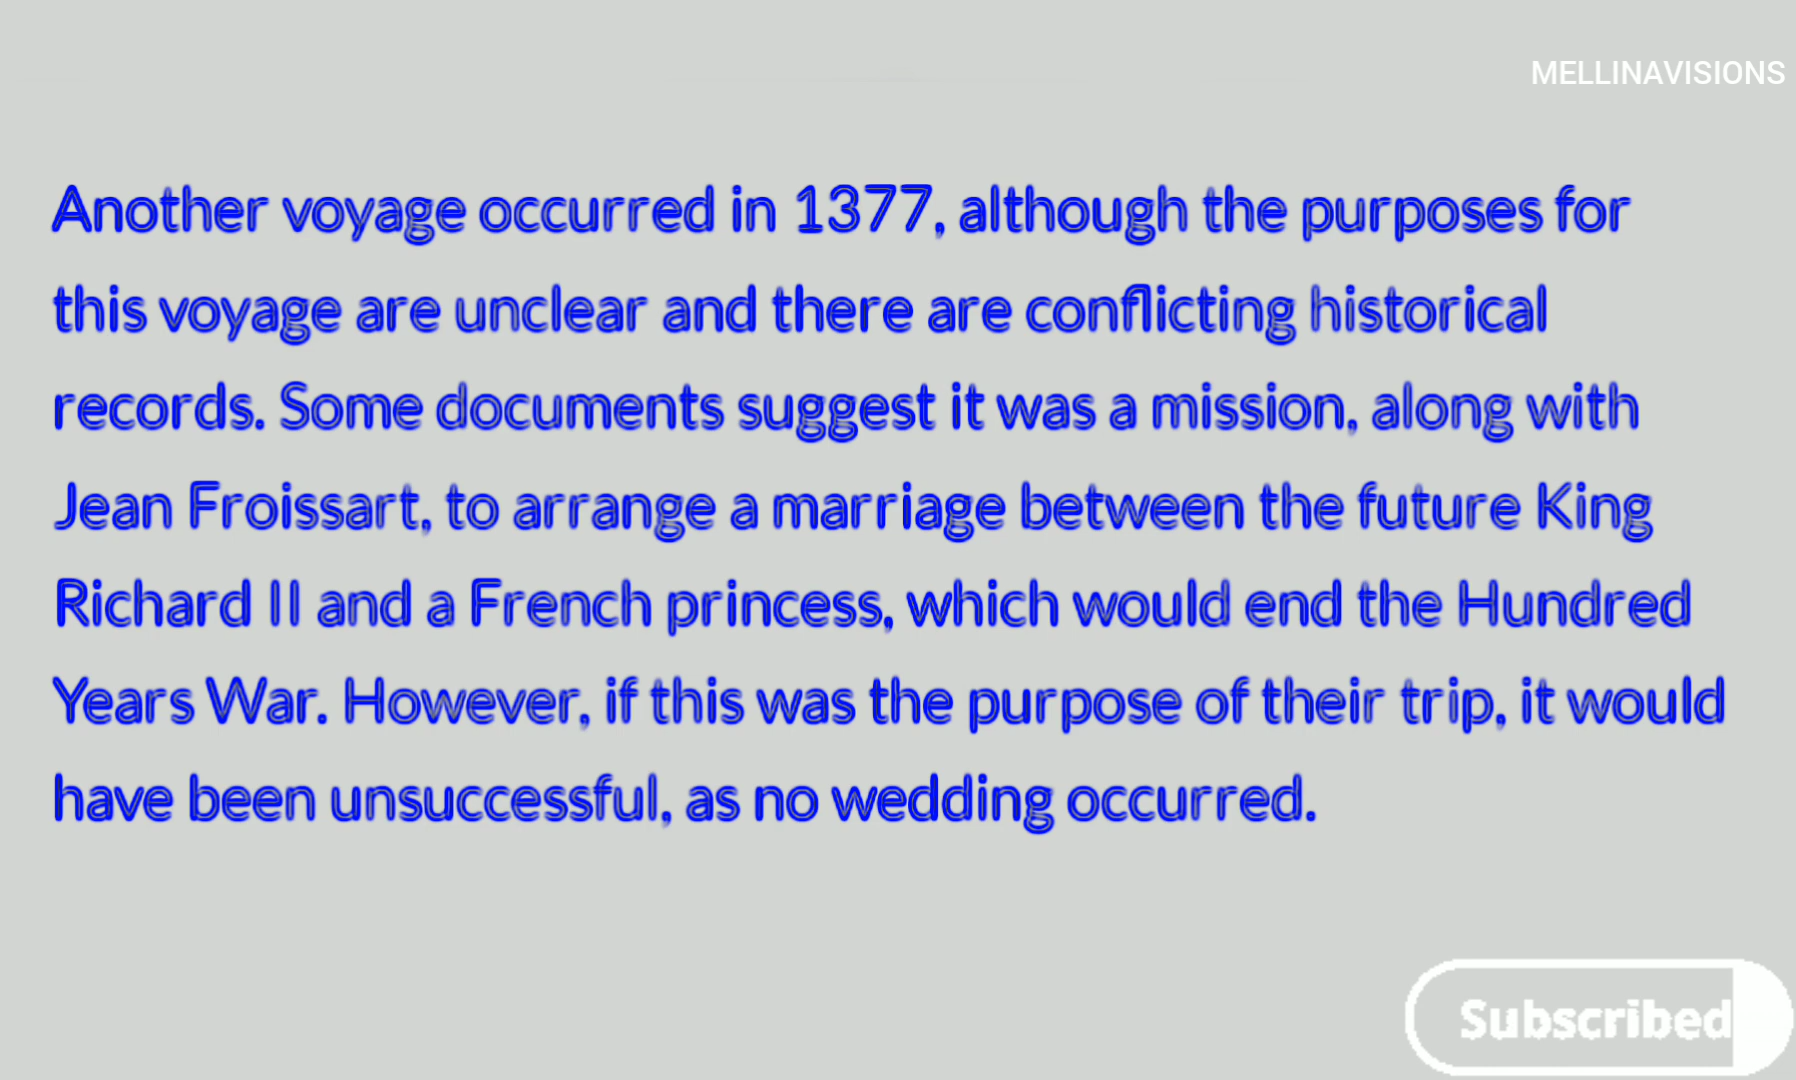 MELLINAVISIONS
Another voyage occurred in 1377, although the purposes for
this voyage are unclear and there are conflicting historical
records. Some documents suggest it was a mission, along with
Jean Froissart, to arrange a marriage between the future King
Richard II and a French princess, which would end the Hundred
Years War. However, if this was the purpose of their trip, it would
have been unsuccessful, as no wedding occurred.
Subscribed